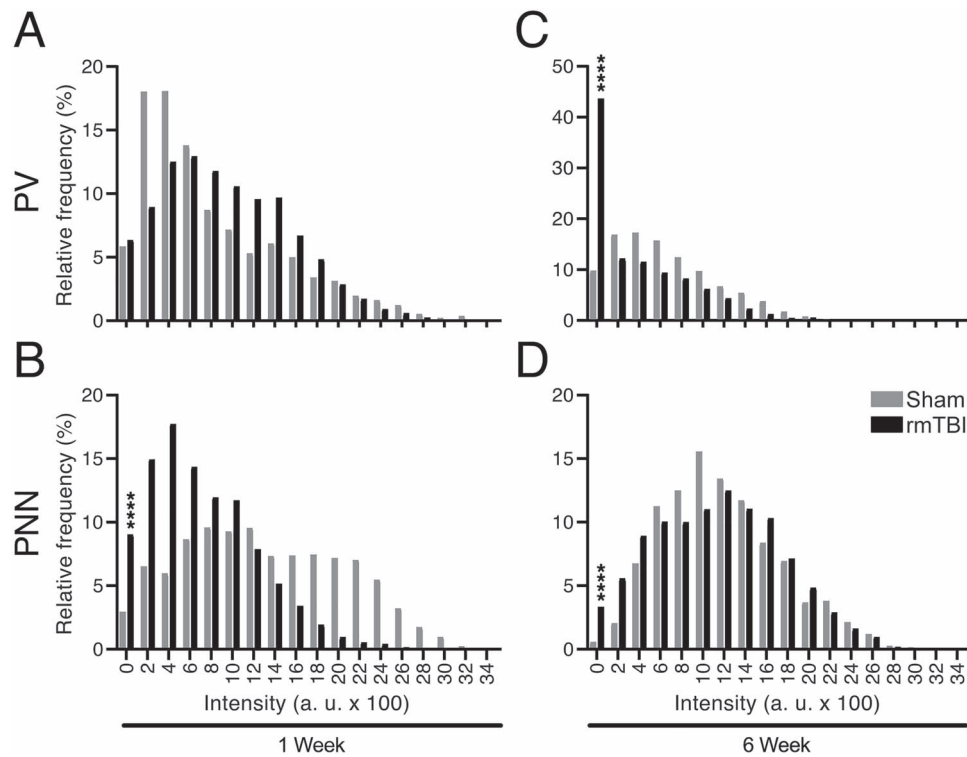 A
PV
Relative frequency (%)
20
15
10
5
0
C
50
40
30
20
10
0
****
B
PNN
Relative frequency (%)
20
15
10
5
0
****
0 2 4 6 8 10 12 14 16 18 20 22 24 26 28 30 32 34
Intensity (a. u. x 100)
1 Week
D
20
15
10
5
0
****
Sham
rmTBI
0 2 4 6 8 10 12 14 16 18 20 22 24 26 28 30 32 34
Intensity (a. u. x 100)
6 Week